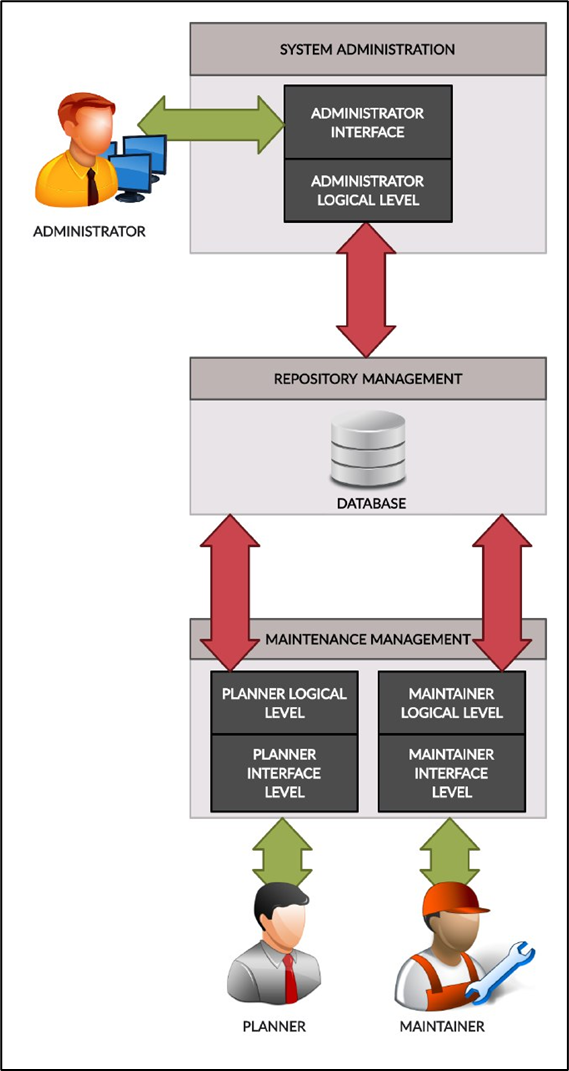 SYSTEM ADMINISTRATION
ADMINISTRATOR
INTERFACE
ADMINISTRATOR
LOGICAL LEVEL
ADMINISTRATOR
REPOSITORY MANAGEMENT
DATABASE
MAINTENANCE MANAGEMENT
PLANNER LOGICAL
LEVEL
PLANNER
INTERFACE
LEVEL
MAINTAINER
LOGICAL LEVEL
MAINTAINER
INTERFACE
LEVEL
PLANNER
MAINTAINER